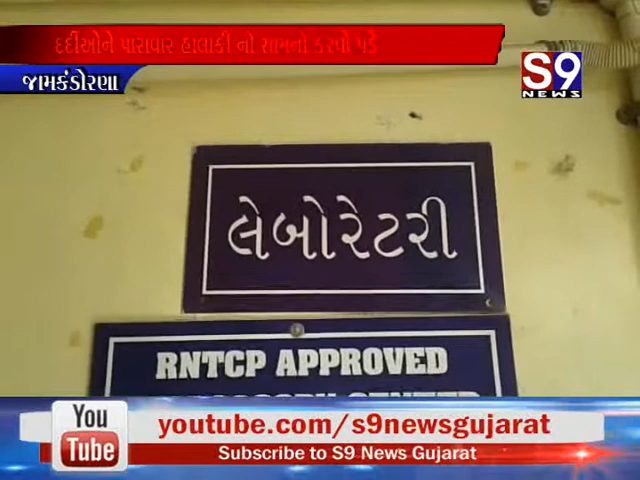 દર્દીઓને પારાવાર હાલાકી નો સામનો કરવો પડે
જામકંડોરણા
S9
NEWS
લેબોરેટરી
RNTCP APPROVED
You
Tube
youtube.com/s9newsgujarat
Subscribe to S9 News Gujarat